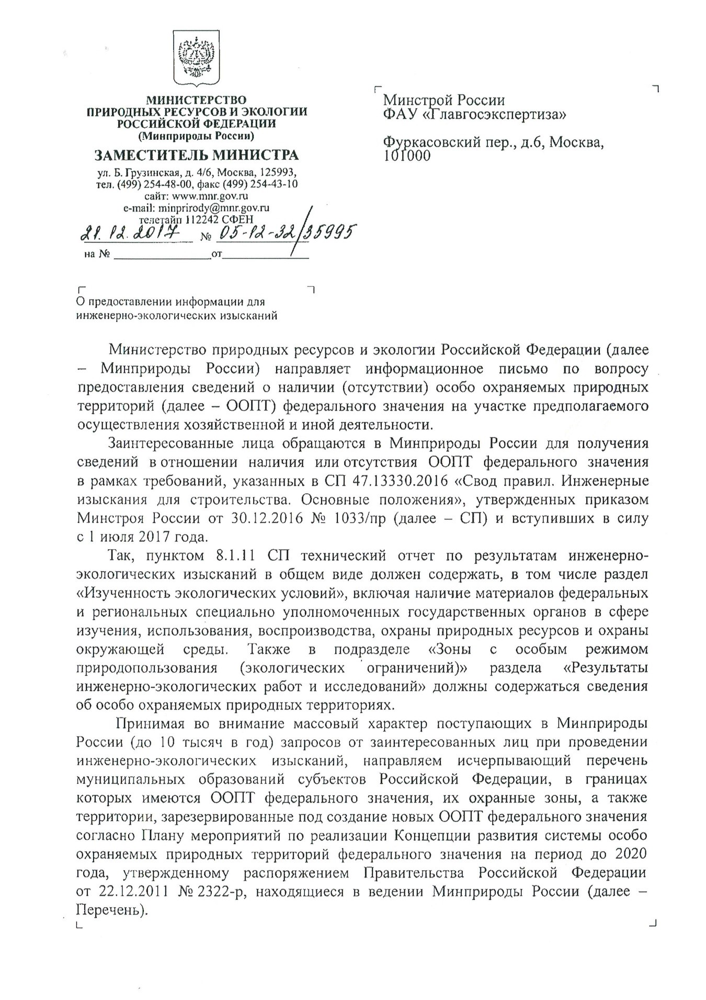 МИНИСТЕРСТВО
ПРИРОДНЫХ РЕСУРСОВ И ЭКОЛОГИИ
РОССИЙСКОЙ ФЕДЕРАЦИИ
(Минприроды России)
ЗАМЕСТИТЕЛЬ МИНИСТРА
ул. Б. Грузинская, д. 4/6, Москва, 125993,
тел. (499) 254-48-00, факс (499) 254-43-10
сайт: www.mnr.gov.ru
e-mail: minprirody@mnr.gov.ru
телетайп 112242 СФЕН
21.12.2017 № 05-12-32/35995
на № от
Минстрой России
ФАУ «Главгосэкспертиза»
Фуркасовский пер., д.6, Москва,
101000
О предоставлении информации для
инженерно-экологических изысканий
Министерство природных ресурсов и экологии Российской Федерации (далее
– Минприроды России) направляет информационное письмо по вопросу
предоставления сведений о наличии (отсутствии) особо охраняемых природных
территорий (далее – ООПТ) федерального значения на участке предполагаемого
осуществления хозяйственной и иной деятельности.
Заинтересованные лица обращаются в Минприроды России для получения
сведений в отношении наличия или отсутствия ООПТ федерального значения
в рамках требований, указанных в СП 47.13330.2016 «Свод правил. Инженерные
изыскания для строительства. Основные положения», утвержденных приказом
Минстроя России от 30.12.2016 № 1033/пр (далее – СП) и вступивших в силу
с 1 июля 2017 года.
Так, пунктом 8.1.11 СП технический отчет по результатам инженерно-
экологических изысканий в общем виде должен содержать, в том числе раздел
«Изученность экологических условий», включая наличие материалов федеральных
и региональных специально уполномоченных государственных органов в сфере
изучения, использования, воспроизводства, охраны природных ресурсов и охраны
окружающей среды. Также в подразделе «Зоны с особым режимом
природопользования (экологических ограничений)» раздела «Результаты
инженерно-экологических работ и исследований» должны содержаться сведения
об особо охраняемых природных территориях.
Принимая во внимание массовый характер поступающих в Минприроды
России (до 10 тысяч в год) запросов от заинтересованных лиц при проведении
инженерно-экологических изысканий, направляем исчерпывающий перечень
муниципальных образований субъектов Российской Федерации, в границах
которых имеются ООПТ федерального значения, их охранные зоны, а также
территории, зарезервированные под создание новых ООПТ федерального значения
согласно Плану мероприятий по реализации Концепции развития системы особо
охраняемых природных территорий федерального значения на период до 2020
года, утвержденному распоряжением Правительства Российской Федерации
от 22.12.2011 № 2322-р, находящиеся в ведении Минприроды России (далее –
Перечень).